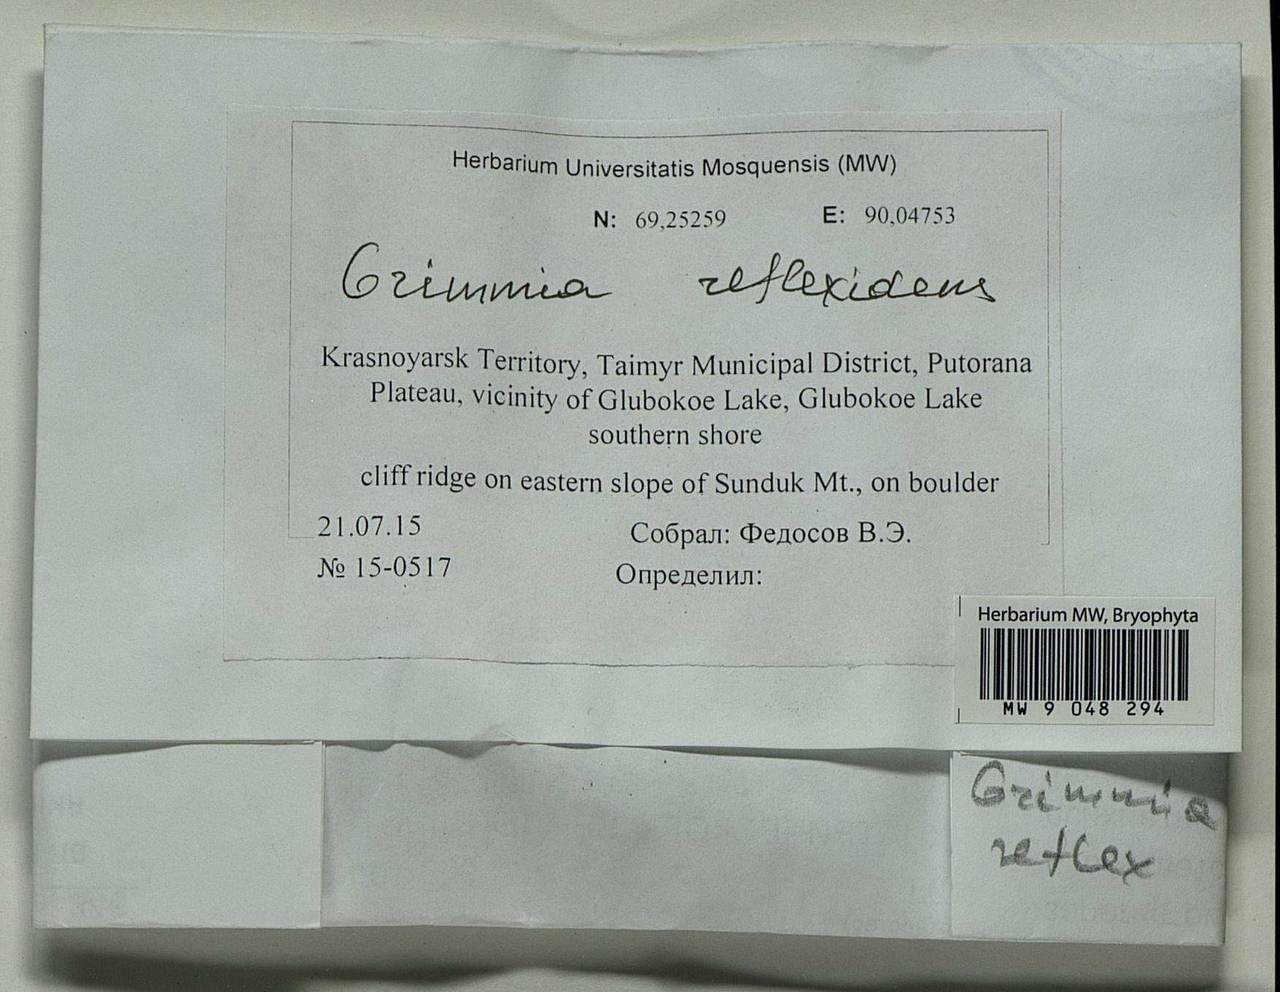 Herbarium Universitatis Mosquensis (MW)
N: 69,25259 E: 90,04753
Grimmia reflexidens
Krasnoyarsk Territory, Taimyr Municipal District, Putorana
Plateau, vicinity of Glubokoe Lake, Glubokoe Lake
southern shore
cliff ridge on eastern slope of Sunduk Mt., on boulder
21.07.15 Собрал: Федосов В.Э.
№ 15-0517 Определил:
Herbarium MW, Bryophyta
MW 9 048 294
Grimmia
reflex